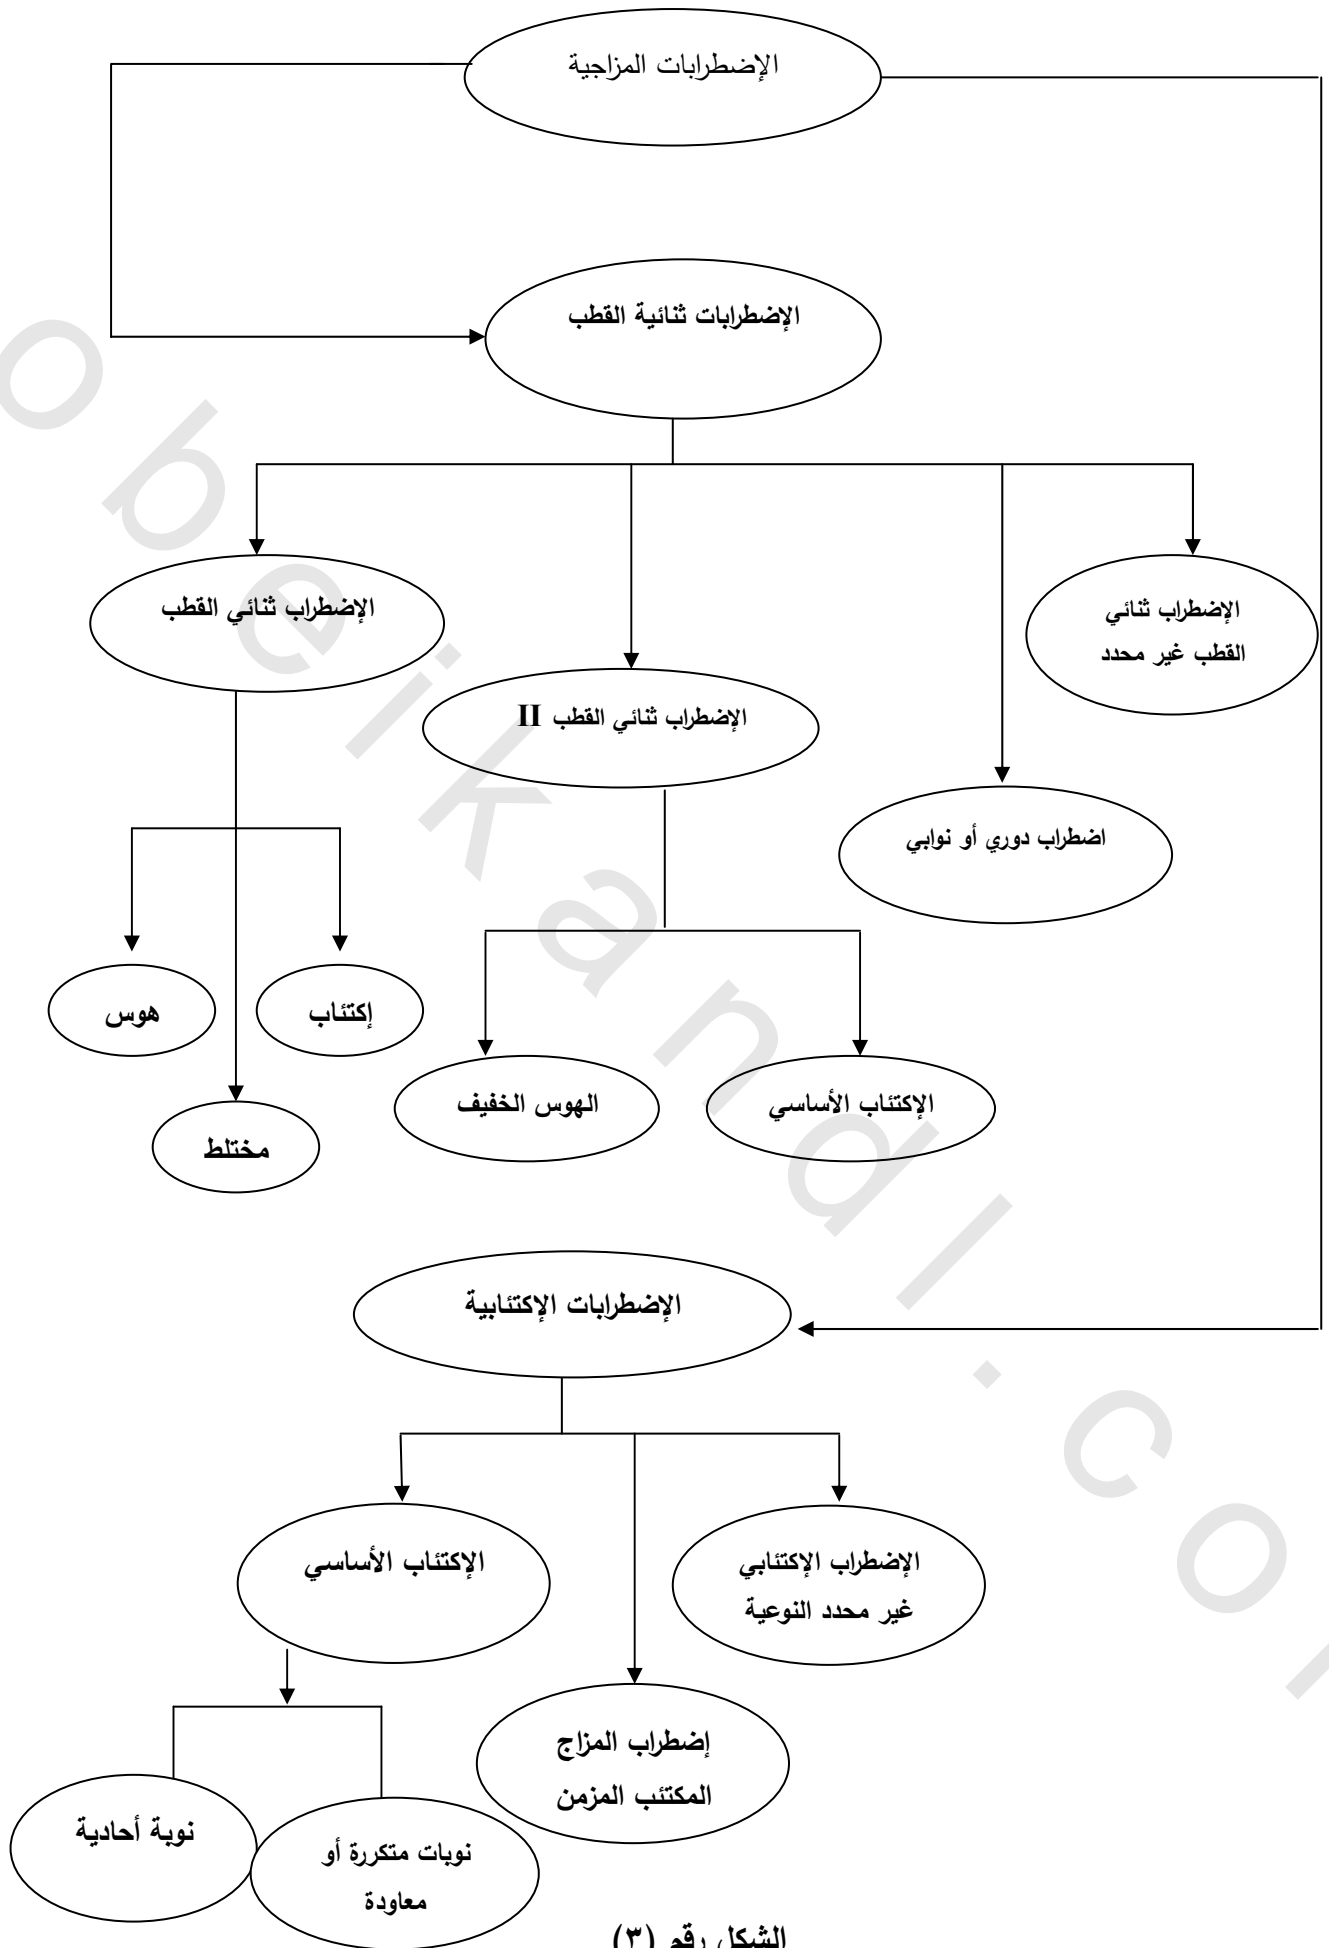 الإضطرابات المزاجية
الإضطرابات ثنائية القطب
الإضطراب ثنائي
القطب غير محدد
الإضطراب ثنائي القطب
الإضطراب ثنائي القطب II
اضطراب دوري أو نوابي
إكتئاب
هوس
مختلط
الإكتئاب الأساسي
الهوس الخفيف
الإضطرابات الإكتئابية
الإضطراب الإكتئابي
غير محدد النوعية
الإكتئاب الأساسي
إضطراب المزاج
المكتئب المزمن
نوبة أحادية
نوبات متكررة أو
معاودة
الشكل رقم (٣)
obeikandl.com